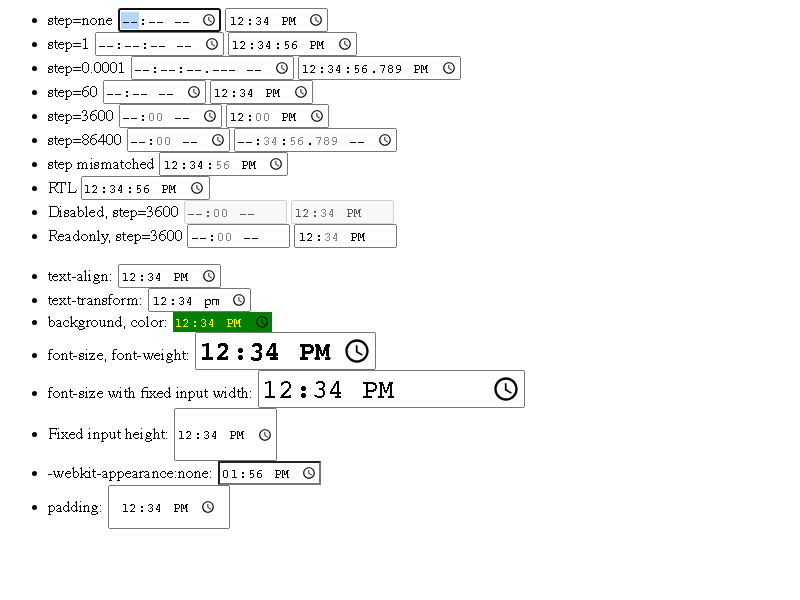 step=none --:-- -- 12:34 PM
step=1 --:--:-- -- 12:34:56 PM
step=0.0001 --:--:--.--- -- 12:34:56.789 PM
step=60 --:-- -- 12:34 PM
step=3600 --:00 -- 12:00 PM
step=86400 --:00 -- --:34:56.789 --
step mismatched 12:34:56 PM
RTL 12:34:56 PM
Disabled, step=3600 --:00 -- 12:34 PM
Readonly, step=3600 --:00 -- 12:34 PM
text-align: 12:34 PM
text-transform: 12:34 pm
background, color: 12:34 PM
font-size, font-weight: 12:34 PM
font-size with fixed input width: 12:34 PM
Fixed input height: 12:34 PM
-webkit-appearance:none: 01:56 PM
padding: 12:34 PM